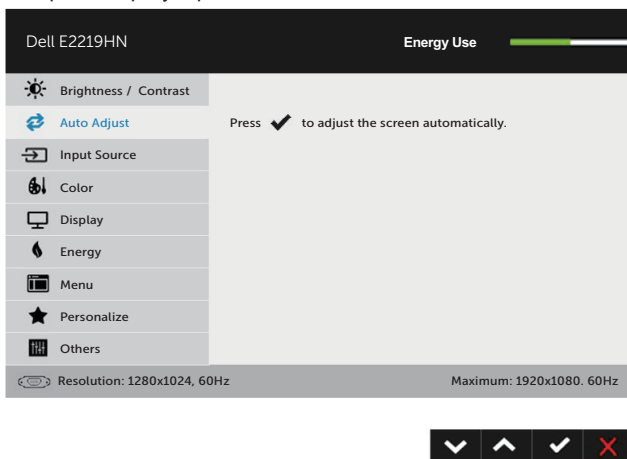 Dell E2219HN
Energy Use
Brightness / Contrast
Auto Adjust
Press ✔ to adjust the screen automatically.
Input Source
Color
Display
Energy
Menu
Personalize
Others
Resolution: 1280x1024, 60Hz
Maximum: 1920x1080. 60Hz